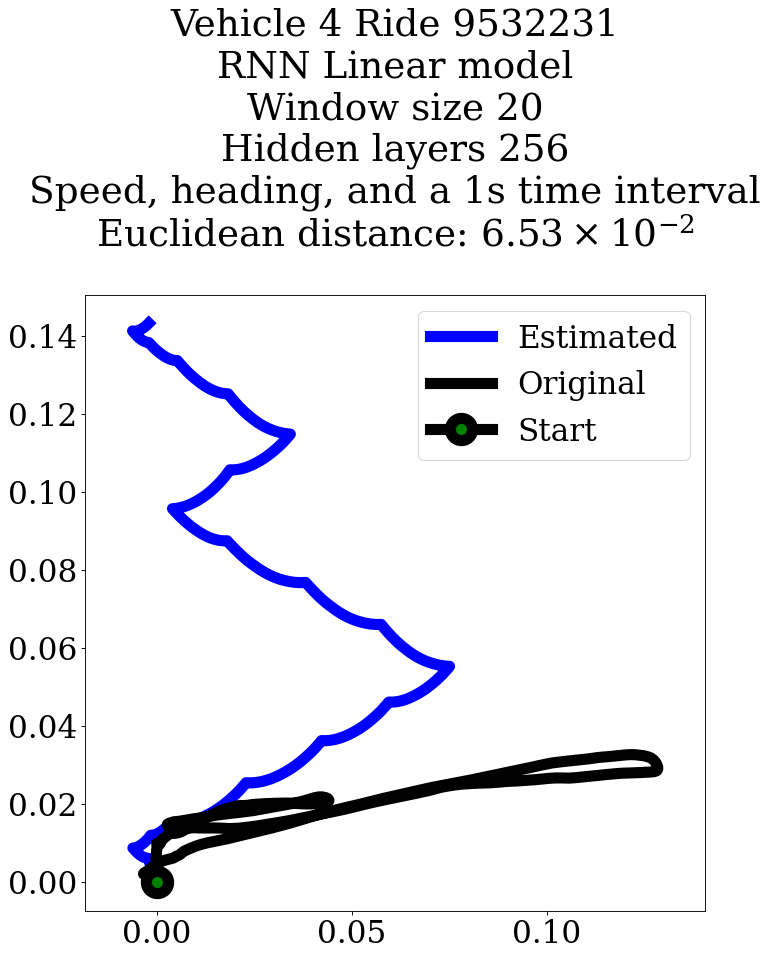 Vehicle 4 Ride 9532231
RNN Linear model
Window size 20
Hidden layers 256
Speed, heading, and a 1s time interval
Euclidean distance: 6.53 × 10⁻²
Estimated
Original
Start
0.14
0.12
0.10
0.08
0.06
0.04
0.02
0.00
0.00 0.05 0.10